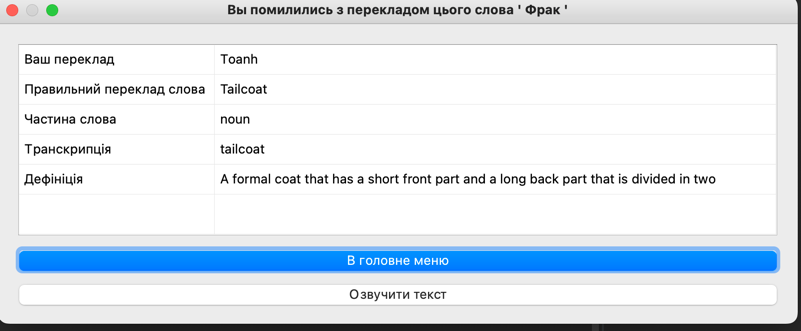 Вы помилились з перекладом цього слова ' Фрак '
Ваш переклад Toanh
Правильний переклад слова Tailcoat
Частина слова noun
Транскрипція tailcoat
Дефініція A formal coat that has a short front part and a long back part that is divided in two
В головне меню
Озвучити текст